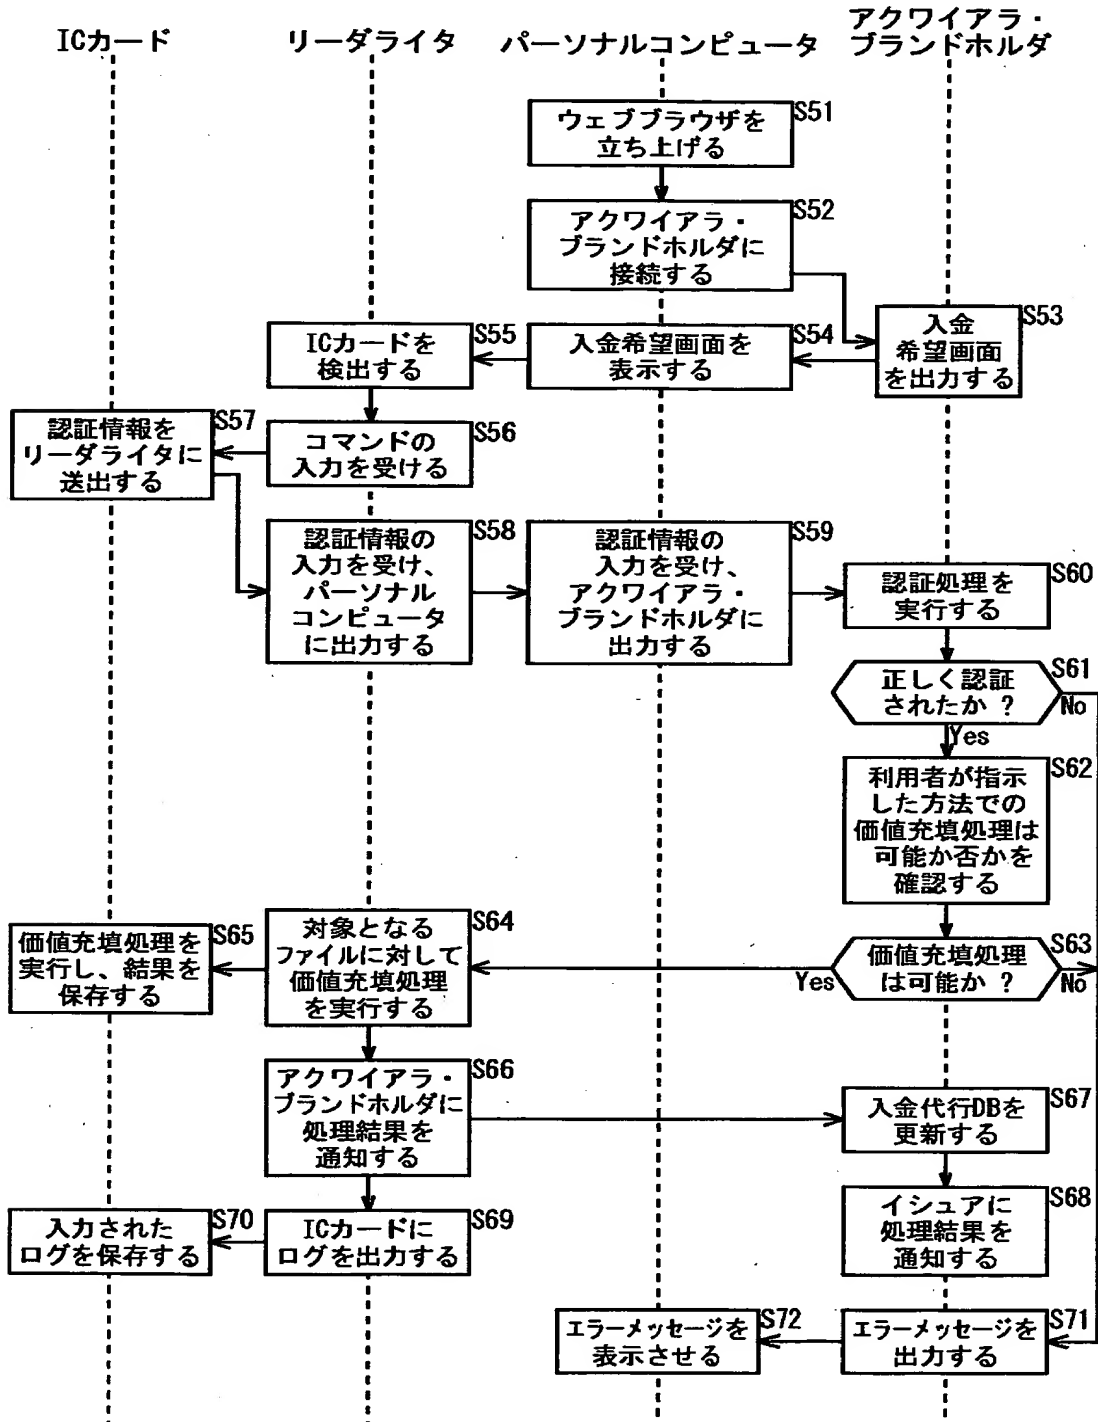 ICカード
リーダライタ
パーソナルコンピュータ
アクワイアラ・
ブランドホルダ
S51
ウェブブラウザを
立ち上げる
S52
アクワイアラ・
ブランドホルダに
接続する
S53
入金
希望画面
を出力する
S54
入金希望画面を
表示する
S55
ICカードを
検出する
S56
コマンドの
入力を受ける
S57
認証情報を
リーダライタに
送出する
S58
認証情報の
入力を受け、
パーソナル
コンピュータ
に出力する
S59
認証情報の
入力を受け、
アクワイアラ・
ブランドホルダに
出力する
S60
認証処理を
実行する
S61
正しく認証
されたか ?
No
Yes
S62
利用者が指示
した方法での
価値充填処理は
可能か否かを
確認する
S63
価値充填処理
は可能か ?
Yes
No
S64
対象となる
ファイルに対して
価値充填処理
を実行する
S65
価値充填処理を
実行し、結果を
保存する
S66
アクワイアラ・
ブランドホルダに
処理結果を
通知する
S67
入金代行DBを
更新する
S68
イシュアに
処理結果を
通知する
S69
ICカードに
ログを出力する
S70
入力された
ログを保存する
S71
エラーメッセージを
出力する
S72
エラーメッセージを
表示させる